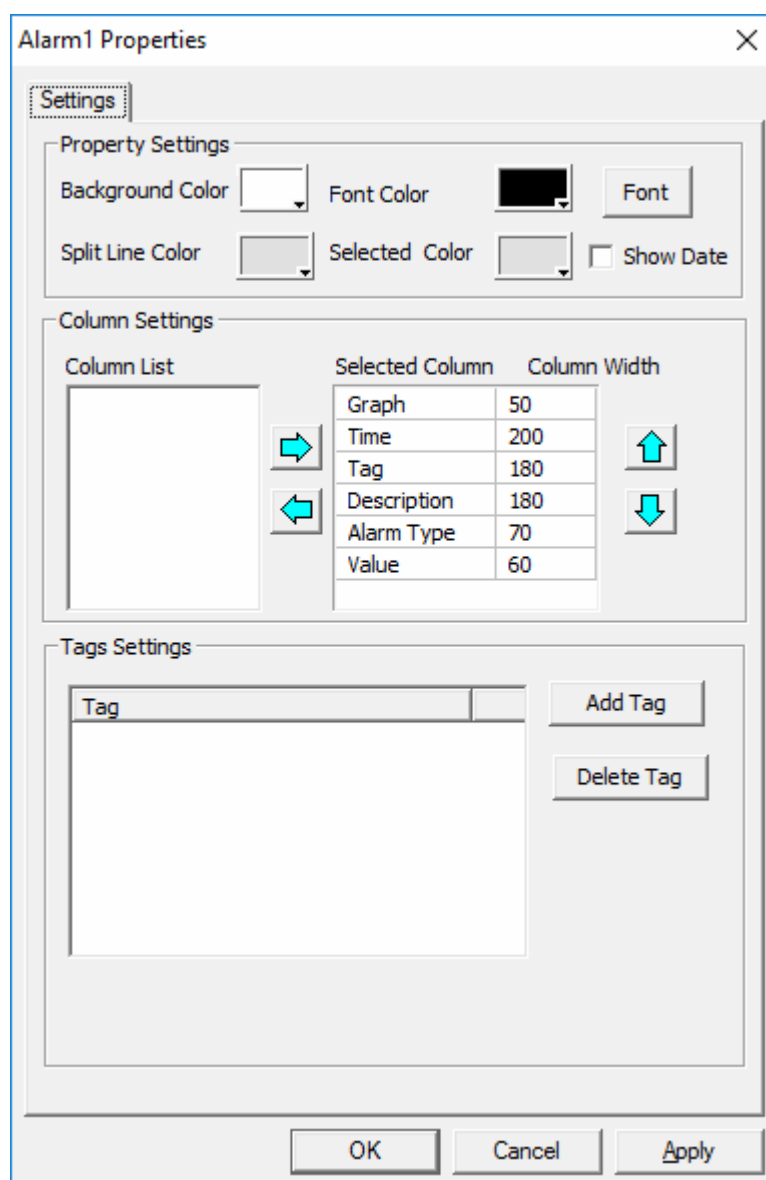 Alarm1 Properties
Settings
Property Settings
Background Color Font Color Font
Split Line Color Selected Color Show Date
Column Settings
Column List Selected Column Column Width
Graph 50
Time 200
Tag 180
Description 180
Alarm Type 70
Value 60
Tags Settings
Tag Add Tag
Delete Tag
OK Cancel Apply